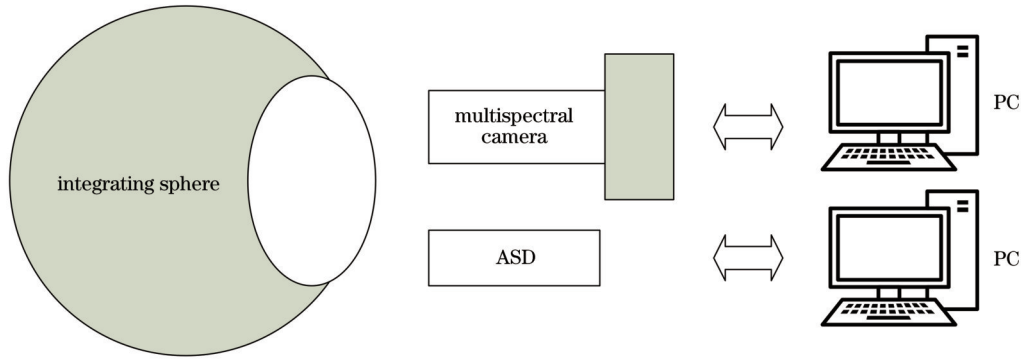 integrating sphere
multispectral
camera
PC
ASD
PC